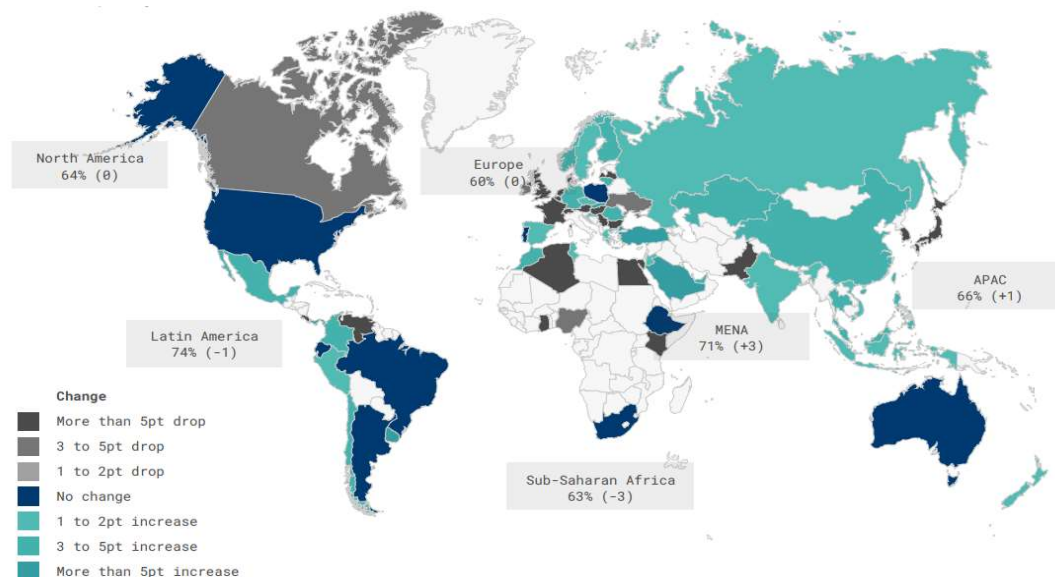 North America
64% (0)
Europe
60% (0)
APAC
66% (+1)
Latin America
74% (-1)
MENA
71% (+3)
Sub-Saharan Africa
63% (-3)
Change
More than 5pt drop
3 to 5pt drop
1 to 2pt drop
No change
1 to 2pt increase
3 to 5pt increase
More than 5pt increase